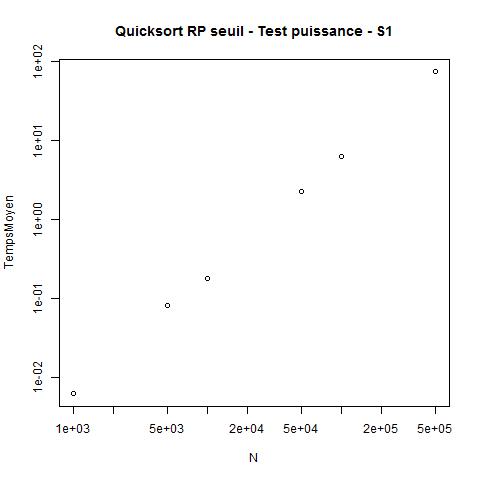 Quicksort RP seuil - Test puissance - S1
TempsMoyen
1e+02
1e+01
1e+00
1e-01
1e-02
1e+03 5e+03 2e+04 5e+04 2e+05 5e+05
N